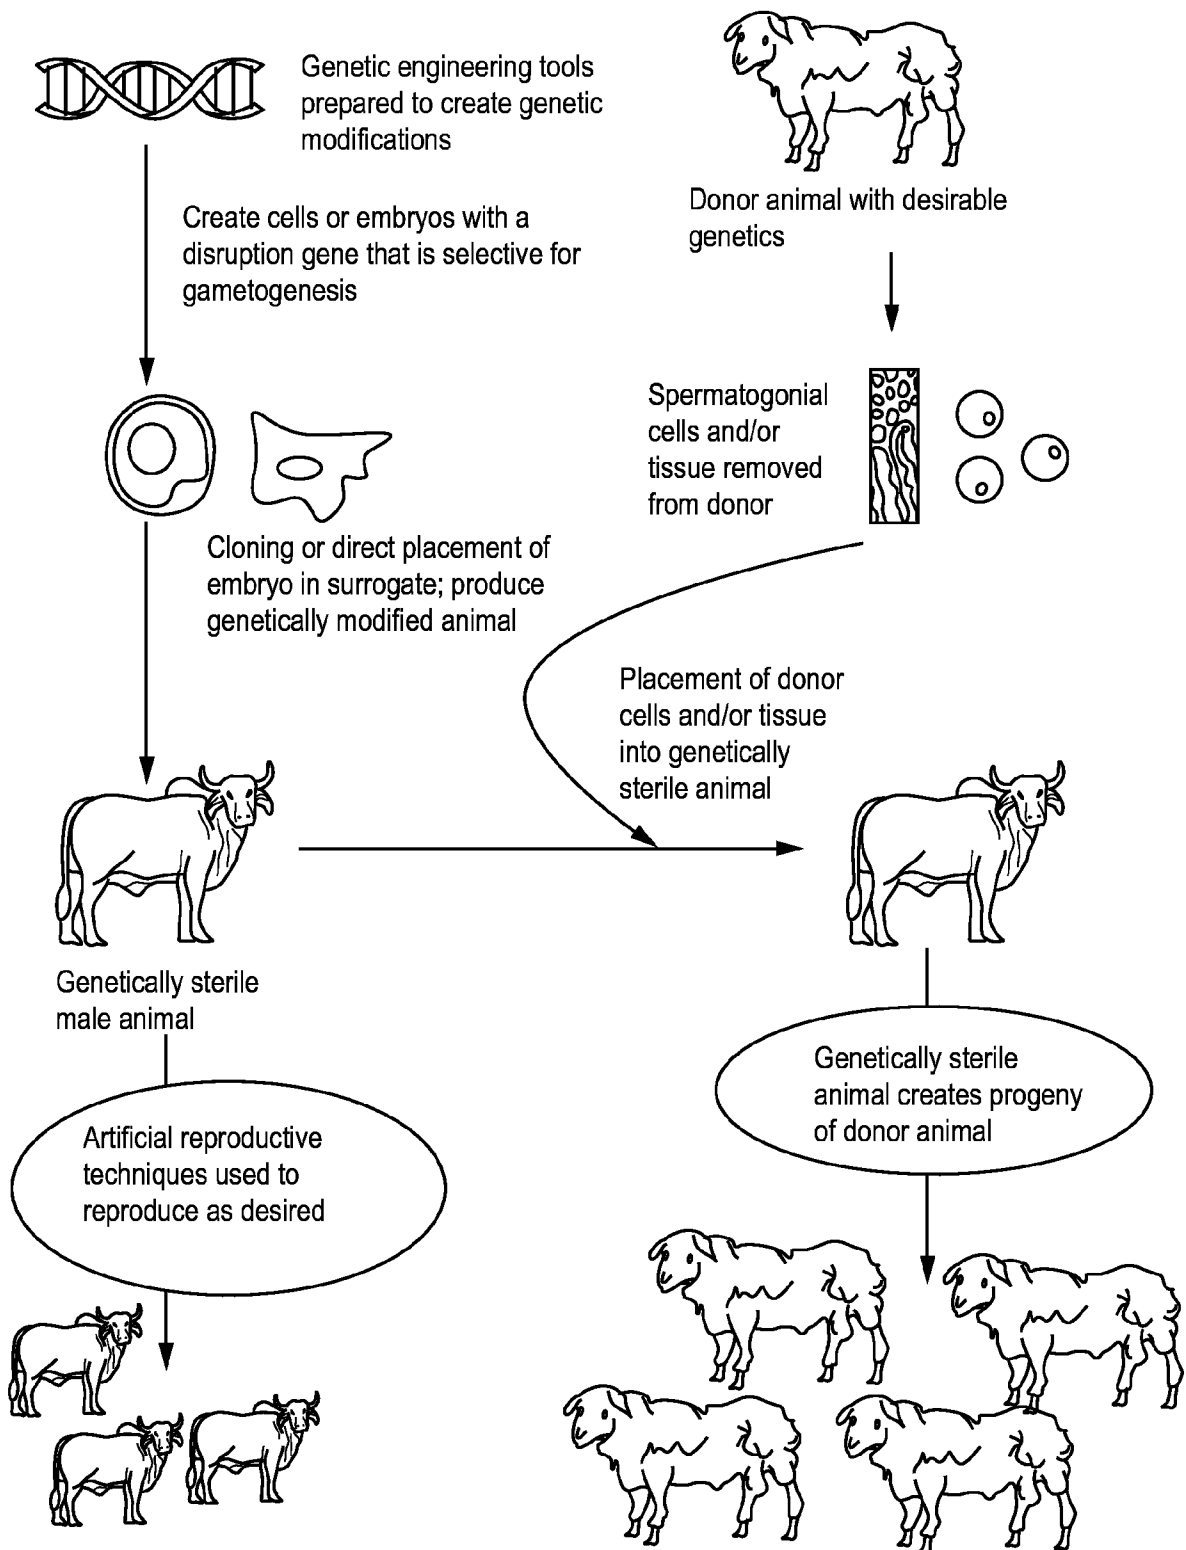 Genetic engineering tools
prepared to create genetic
modifications
Donor animal with desirable
genetics
Create cells or embryos with a
disruption gene that is selective for
gametogenesis
Spermatogonial
cells and/or
tissue removed
from donor
Cloning or direct placement of
embryo in surrogate; produce
genetically modified animal
Placement of donor
cells and/or tissue
into genetically
sterile animal
Genetically sterile
male animal
Genetically sterile
animal creates progeny
of donor animal
Artificial reproductive
techniques used to
reproduce as desired